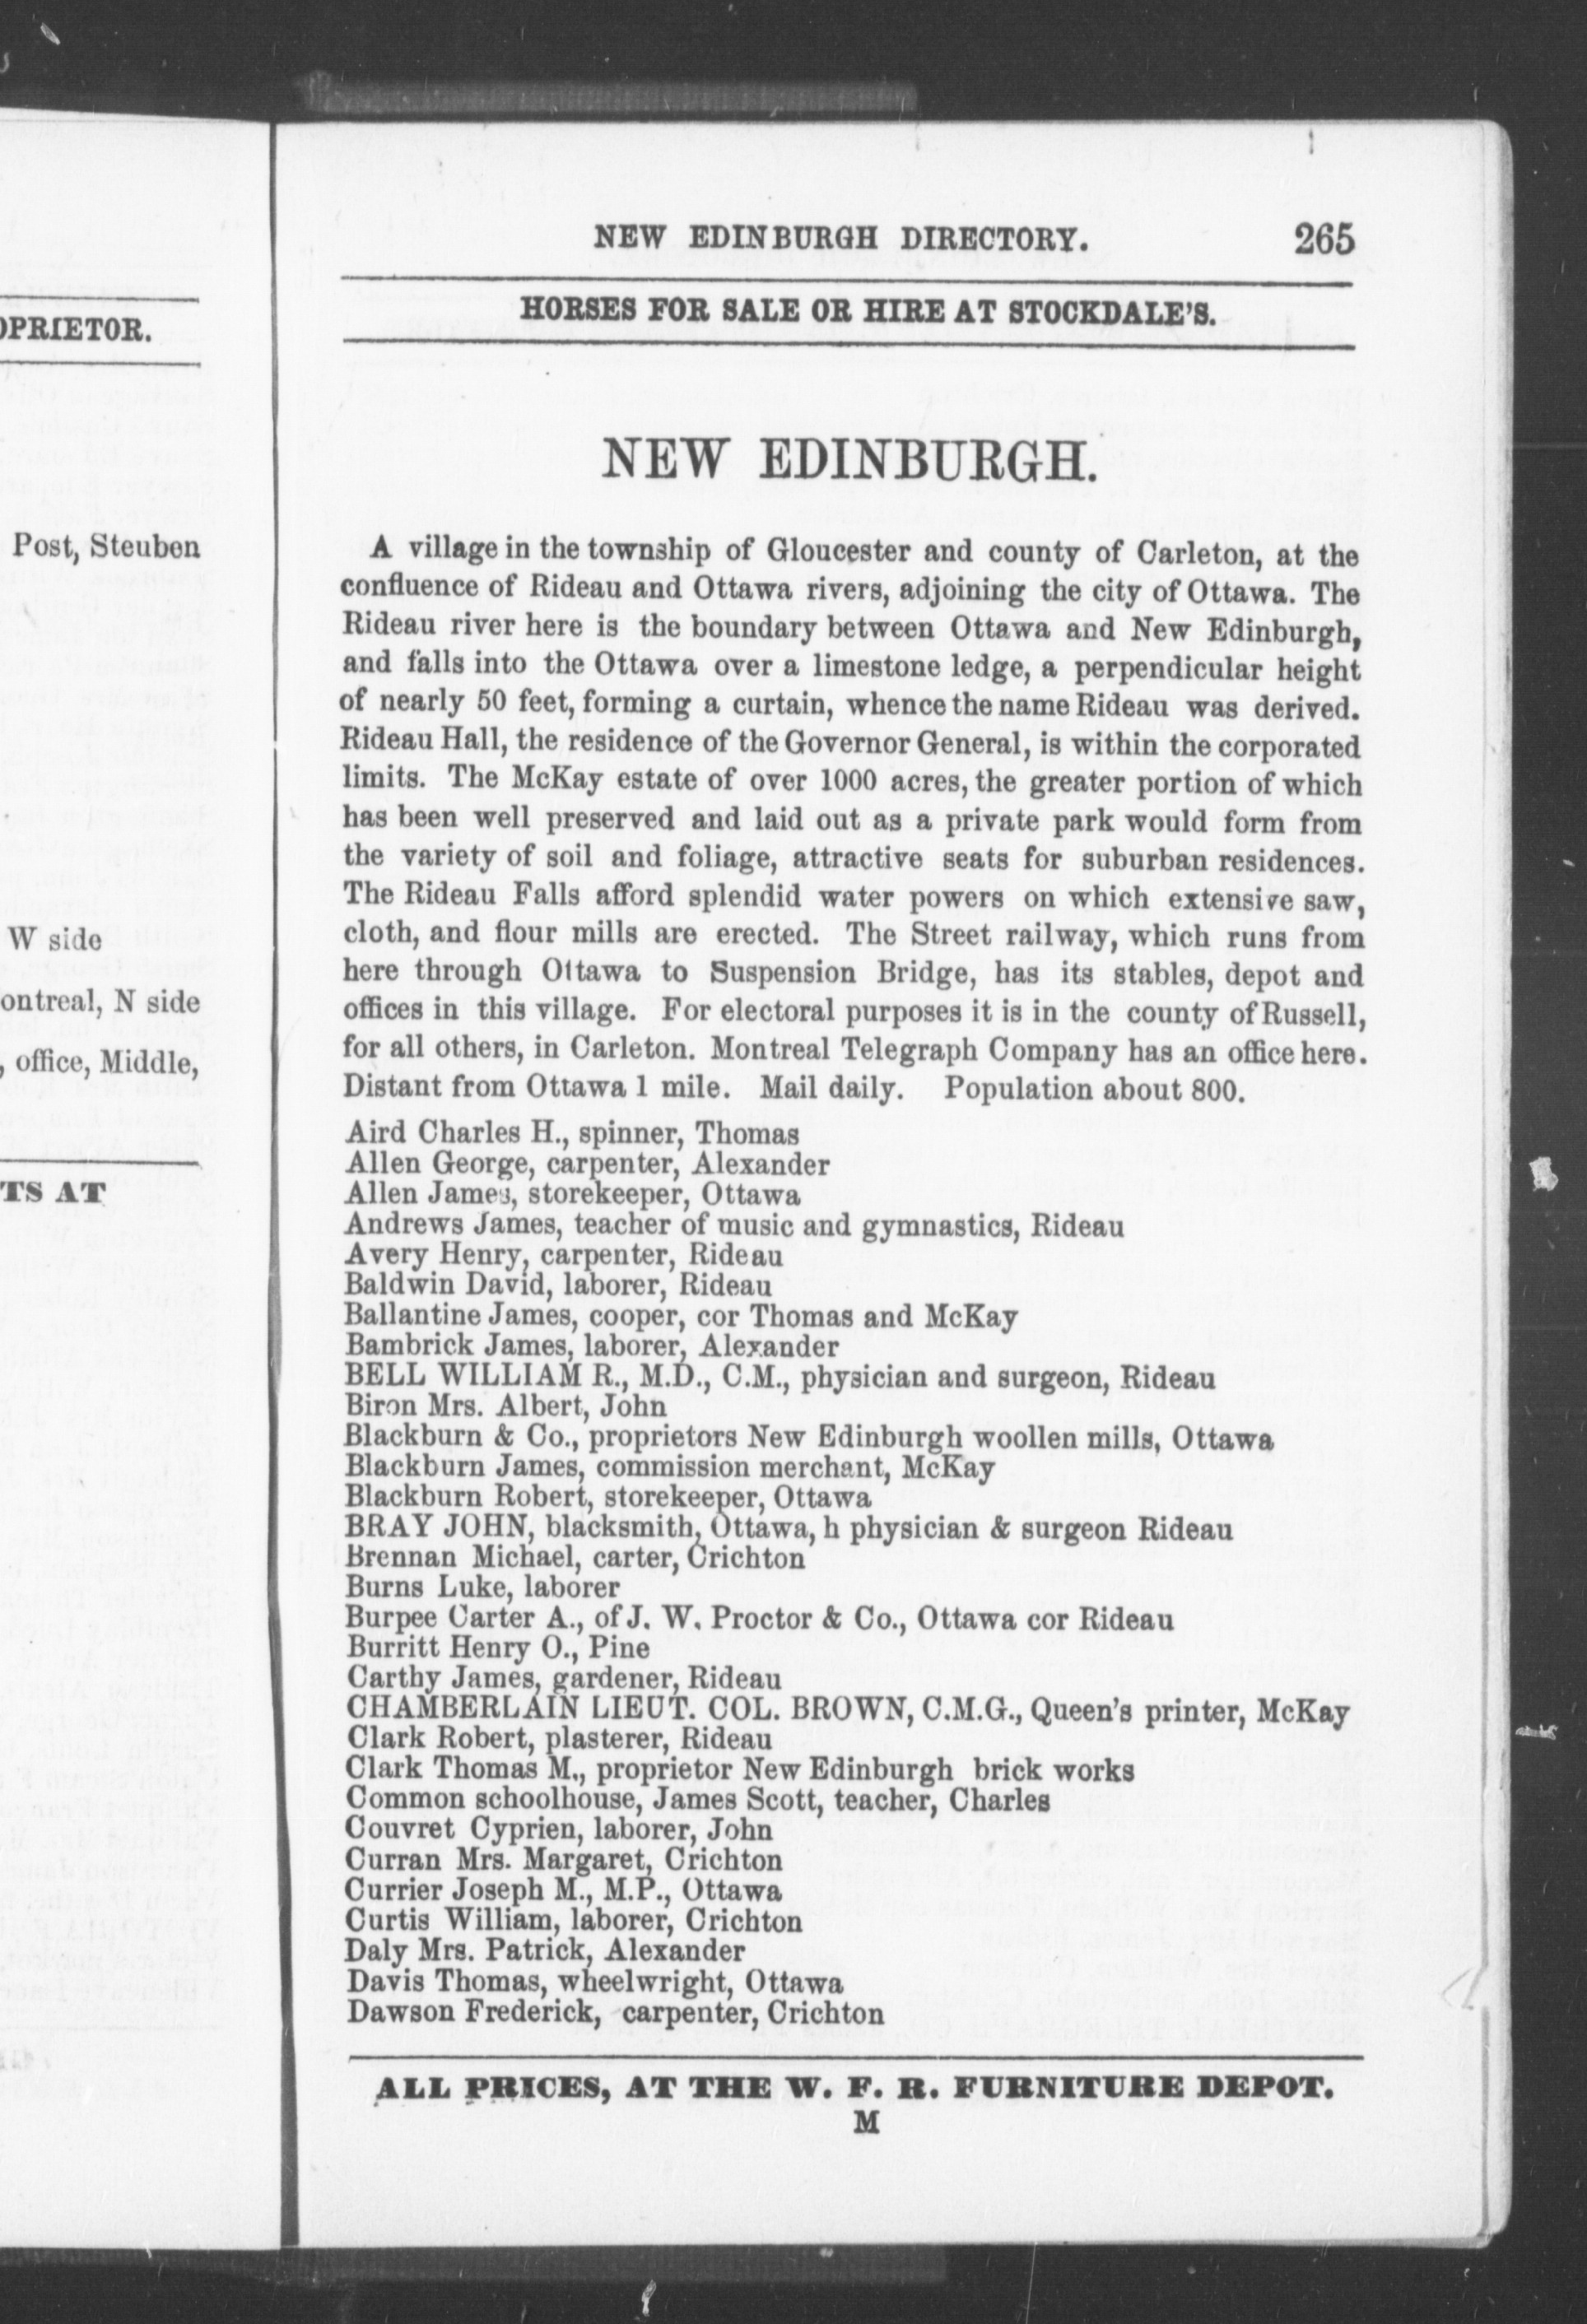 OPRIETOR.
Post, Steuben
W side
ontreal, N side
, office, Middle,
TS AT
NEW EDINBURGH DIRECTORY. 265
HORSES FOR SALE OR HIRE AT STOCKDALE'S.
NEW EDINBURGH.
A village in the township of Gloucester and county of Carleton, at the
confluence of Rideau and Ottawa rivers, adjoining the city of Ottawa. The
Rideau river here is the boundary between Ottawa and New Edinburgh,
and falls into the Ottawa over a limestone ledge, a perpendicular height
of nearly 50 feet, forming a curtain, whence the name Rideau was derived.
Rideau Hall, the residence of the Governor General, is within the corporated
limits. The McKay estate of over 1000 acres, the greater portion of which
has been well preserved and laid out as a private park would form from
the variety of soil and foliage, attractive seats for suburban residences.
The Rideau Falls afford splendid water powers on which extensive saw,
cloth, and flour mills are erected. The Street railway, which runs from
here through Ottawa to Suspension Bridge, has its stables, depot and
offices in this village. For electoral purposes it is in the county of Russell,
for all others, in Carleton. Montreal Telegraph Company has an office here.
Distant from Ottawa 1 mile. Mail daily. Population about 800.
Aird Charles H., spinner, Thomas
Allen George, carpenter, Alexander
Allen James, storekeeper, Ottawa
Andrews James, teacher of music and gymnastics, Rideau
Avery Henry, carpenter, Rideau
Baldwin David, laborer, Rideau
Ballantine James, cooper, cor Thomas and McKay
Bambrick James, laborer, Alexander
BELL WILLIAM R., M.D., C.M., physician and surgeon, Rideau
Biron Mrs. Albert, John
Blackburn & Co., proprietors New Edinburgh woollen mills, Ottawa
Blackburn James, commission merchant, McKay
Blackburn Robert, storekeeper, Ottawa
BRAY JOHN, blacksmith, Ottawa, h physician & surgeon Rideau
Brennan Michael, carter, Crichton
Burns Luke, laborer
Burpee Carter A., of J. W. Proctor & Co., Ottawa cor Rideau
Burritt Henry O., Pine
Carthy James, gardener, Rideau
CHAMBERLAIN LIEUT. COL. BROWN, C.M.G., Queen's printer, McKay
Clark Robert, plasterer, Rideau
Clark Thomas M., proprietor New Edinburgh brick works
Common schoolhouse, James Scott, teacher, Charles
Couvret Cyprien, laborer, John
Curran Mrs. Margaret, Crichton
Currier Joseph M., M.P., Ottawa
Curtis William, laborer, Crichton
Daly Mrs. Patrick, Alexander
Davis Thomas, wheelwright, Ottawa
Dawson Frederick, carpenter, Crichton
ALL PRICES, AT THE W. F. R. FURNITURE DEPOT.
M